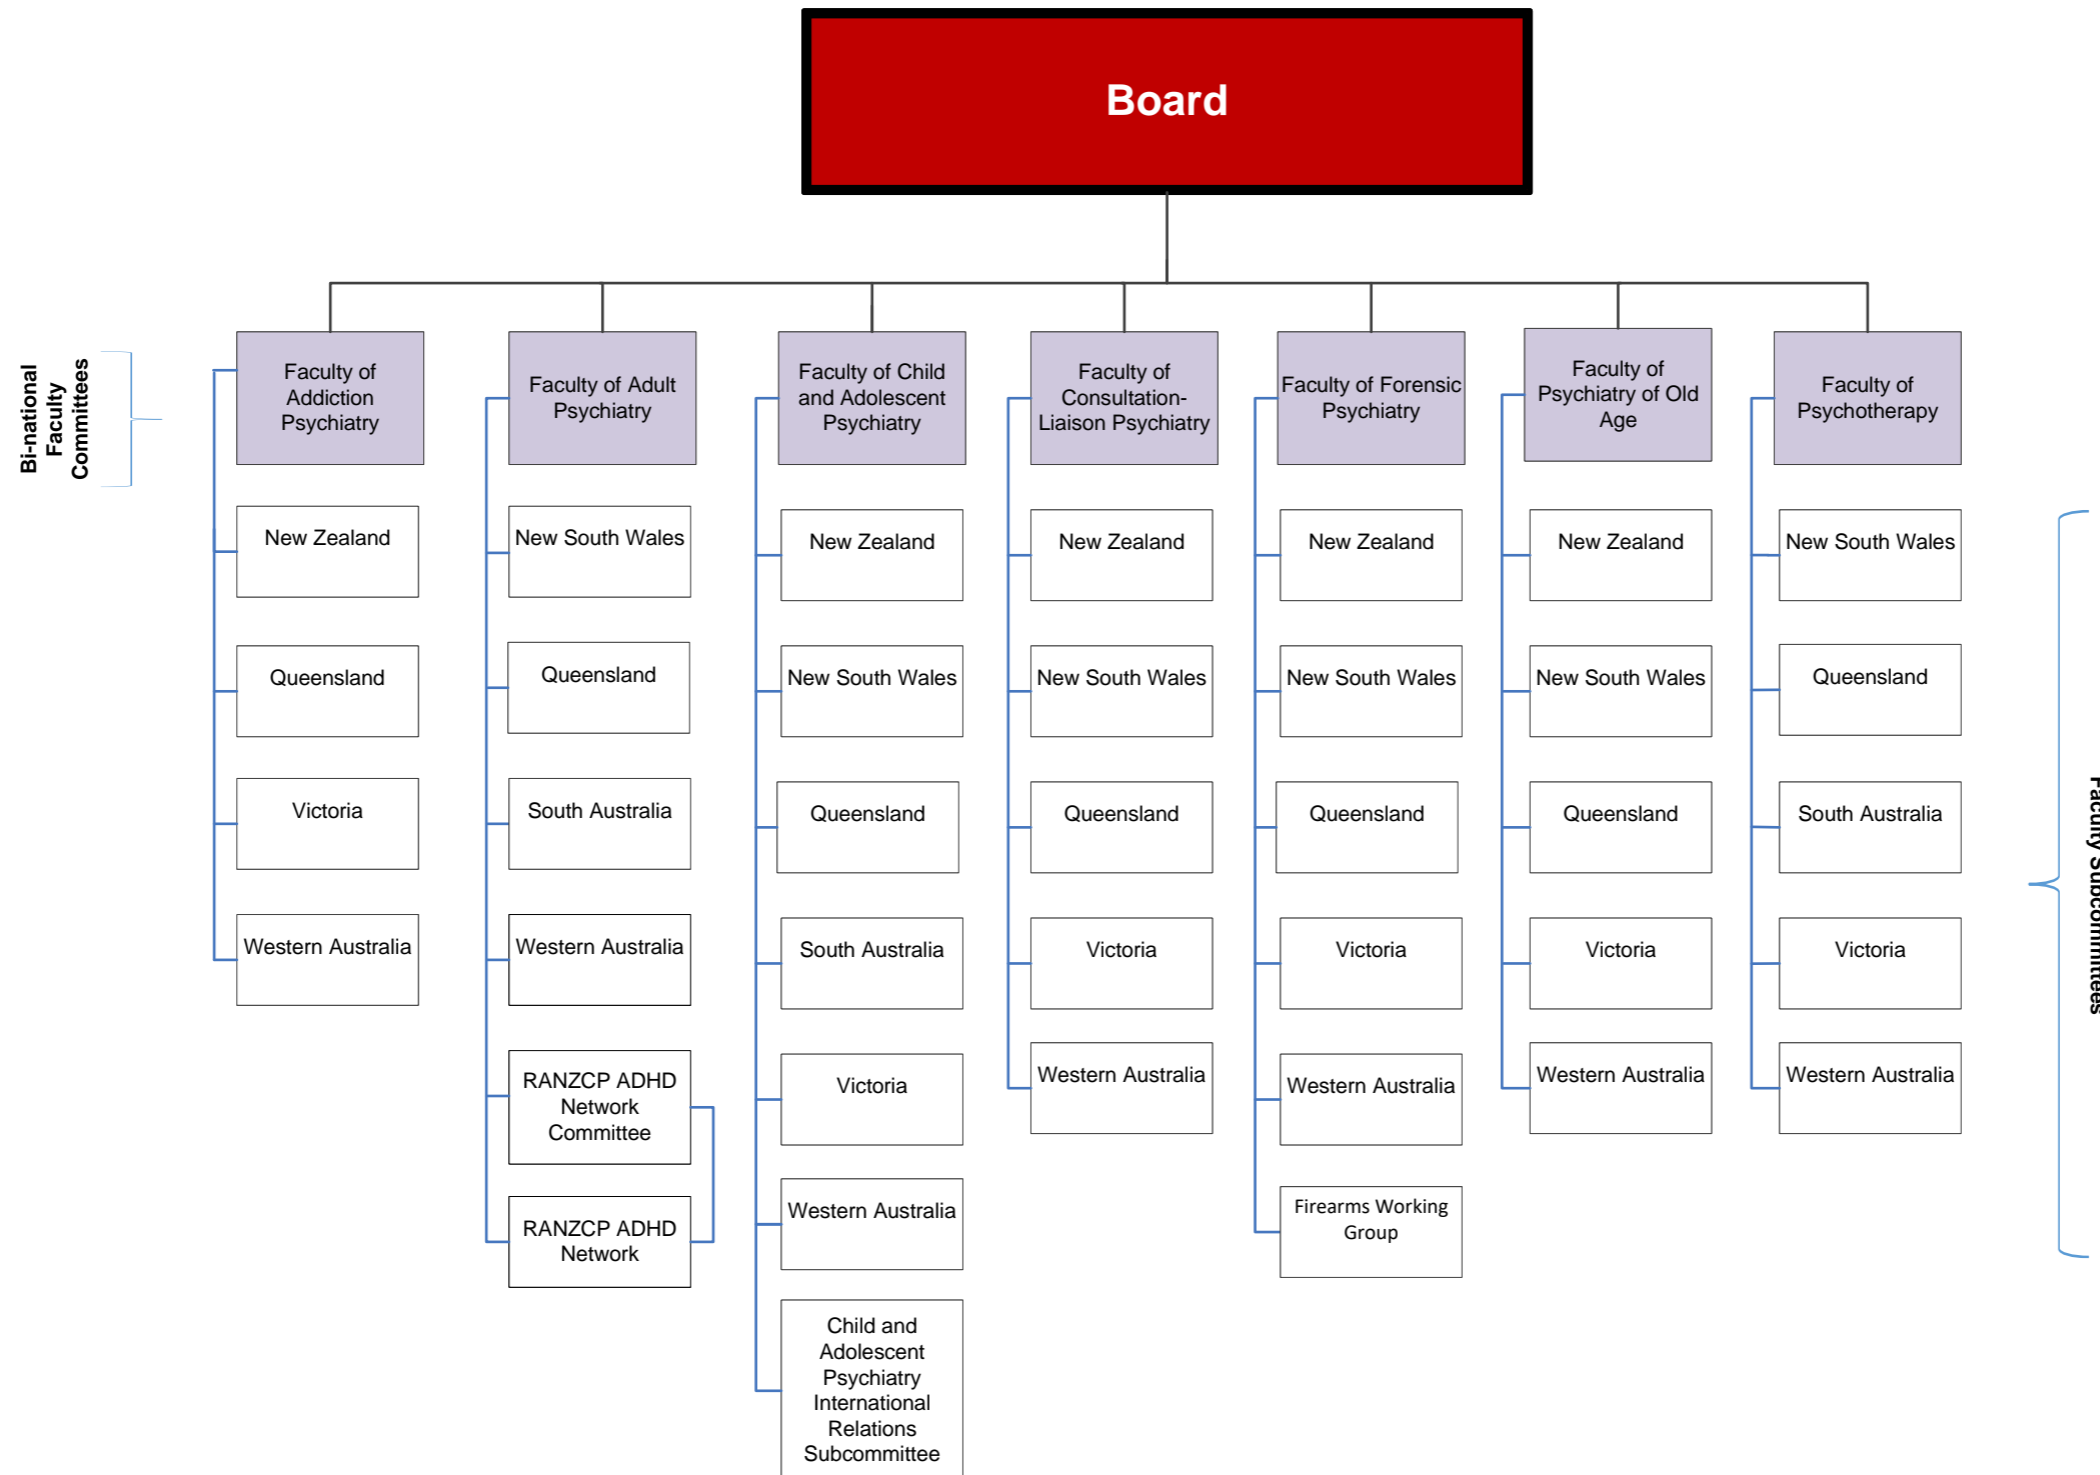 Board
Bi-national
Faculty
Committees
Faculty of
Addiction
Psychiatry
New Zealand
Queensland
Victoria
Western Australia
Faculty of Adult
Psychiatry
New South Wales
Queensland
South Australia
Western Australia
RANZCP ADHD
Network
Committee
RANZCP ADHD
Network
Faculty of Child
and Adolescent
Psychiatry
New Zealand
New South Wales
Queensland
South Australia
Victoria
Western Australia
Child and
Adolescent
Psychiatry
International
Relations
Subcommittee
Faculty of
Consultation-
Liaison Psychiatry
New Zealand
New South Wales
Queensland
Victoria
Western Australia
Faculty of Forensic
Psychiatry
New Zealand
New South Wales
Queensland
Victoria
Western Australia
Firearms Working
Group
Faculty of
Psychiatry of Old
Age
New Zealand
New South Wales
Queensland
Victoria
Western Australia
Faculty of
Psychotherapy
New South Wales
Queensland
South Australia
Victoria
Western Australia
Faculty Subcommittees